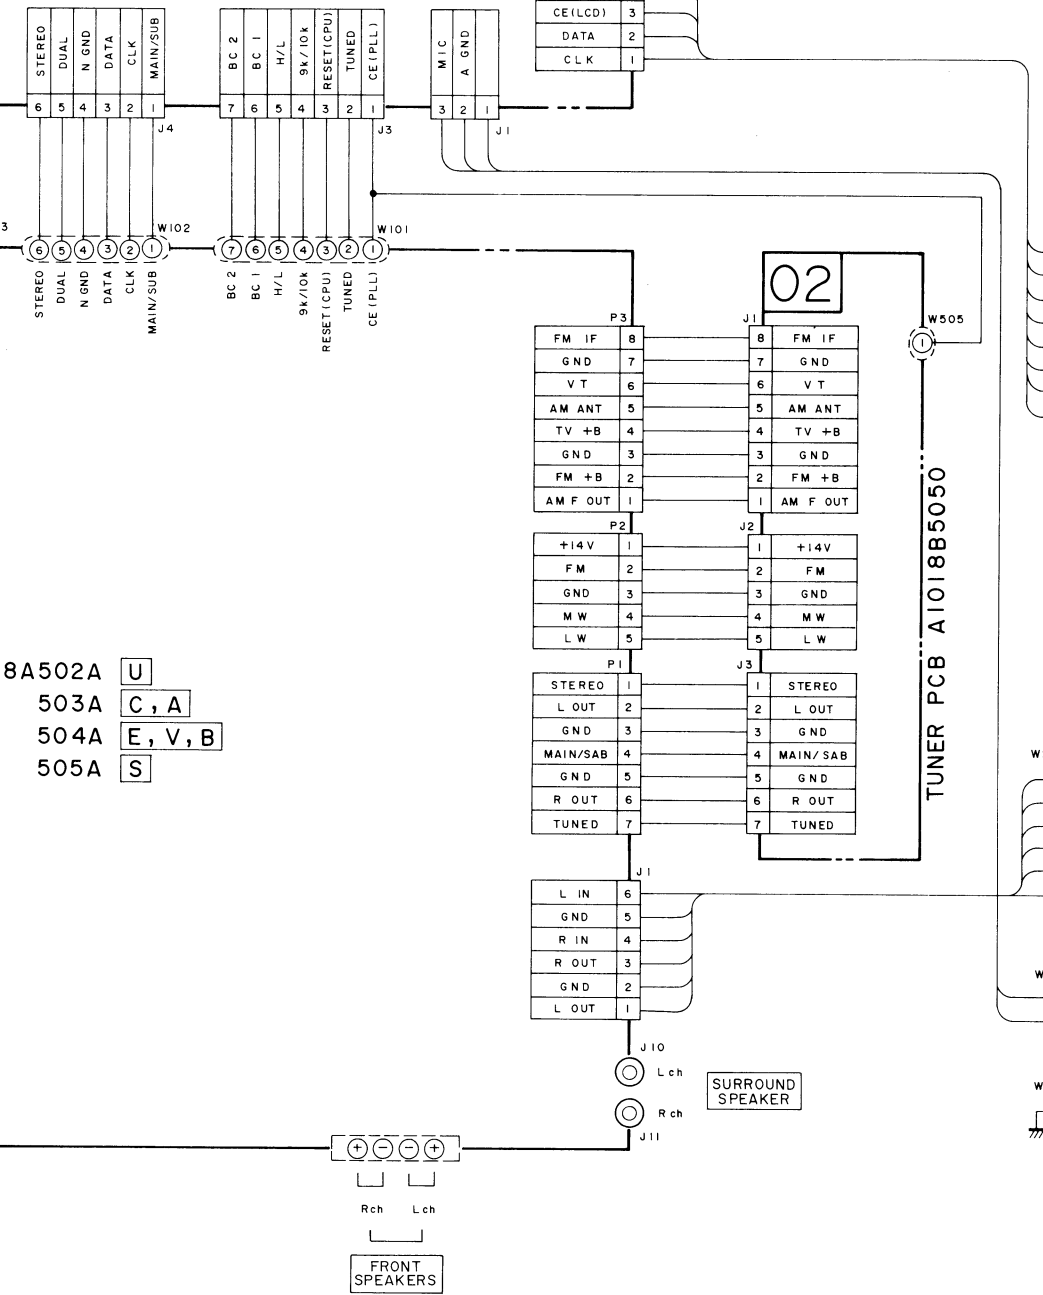 CE(LCD) 3
DATA 2
CLK 1
STEREO DUAL N GND DATA CLK MAIN/SUB
BC 2 BC 1 H/L 9k/10k RESET(CPU) TUNED CE(PLL)
MIC A GND
6 5 4 3 2 1
7 6 5 4 3 2 1
3 2 1
J4
J3
J1
3
W102
W101
6 5 4 3 2 1
7 6 5 4 3 2 1
STEREO DUAL N GND DATA CLK MAIN/SUB
BC 2 BC 1 H/L 9k/10k RESET(CPU) TUNED CE(PLL)
02
W505
1
P3 J1
FM IF 8 8 FM IF
GND 7 7 GND
VT 6 6 VT
AM ANT 5 5 AM ANT
TV +B 4 4 TV +B
GND 3 3 GND
FM +B 2 2 FM +B
AM F OUT 1 1 AM F OUT
P2 J2
+14V 1 1 +14V
FM 2 2 FM
GND 3 3 GND
MW 4 4 MW
LW 5 5 LW
P1 J3
STEREO 1 1 STEREO
L OUT 2 2 L OUT
GND 3 3 GND
MAIN/SAB 4 4 MAIN/SAB
GND 5 5 GND
R OUT 6 6 R OUT
TUNED 7 7 TUNED
TUNER PCB A1018B5050
8A502A U
503A C, A
504A E, V, B
505A S
J1
L IN 6
GND 5
R IN 4
R OUT 3
GND 2
L OUT 1
J10
Lch
Rch
J11
SURROUND
SPEAKER
+ − − +
Rch Lch
FRONT
SPEAKERS
W
W
W